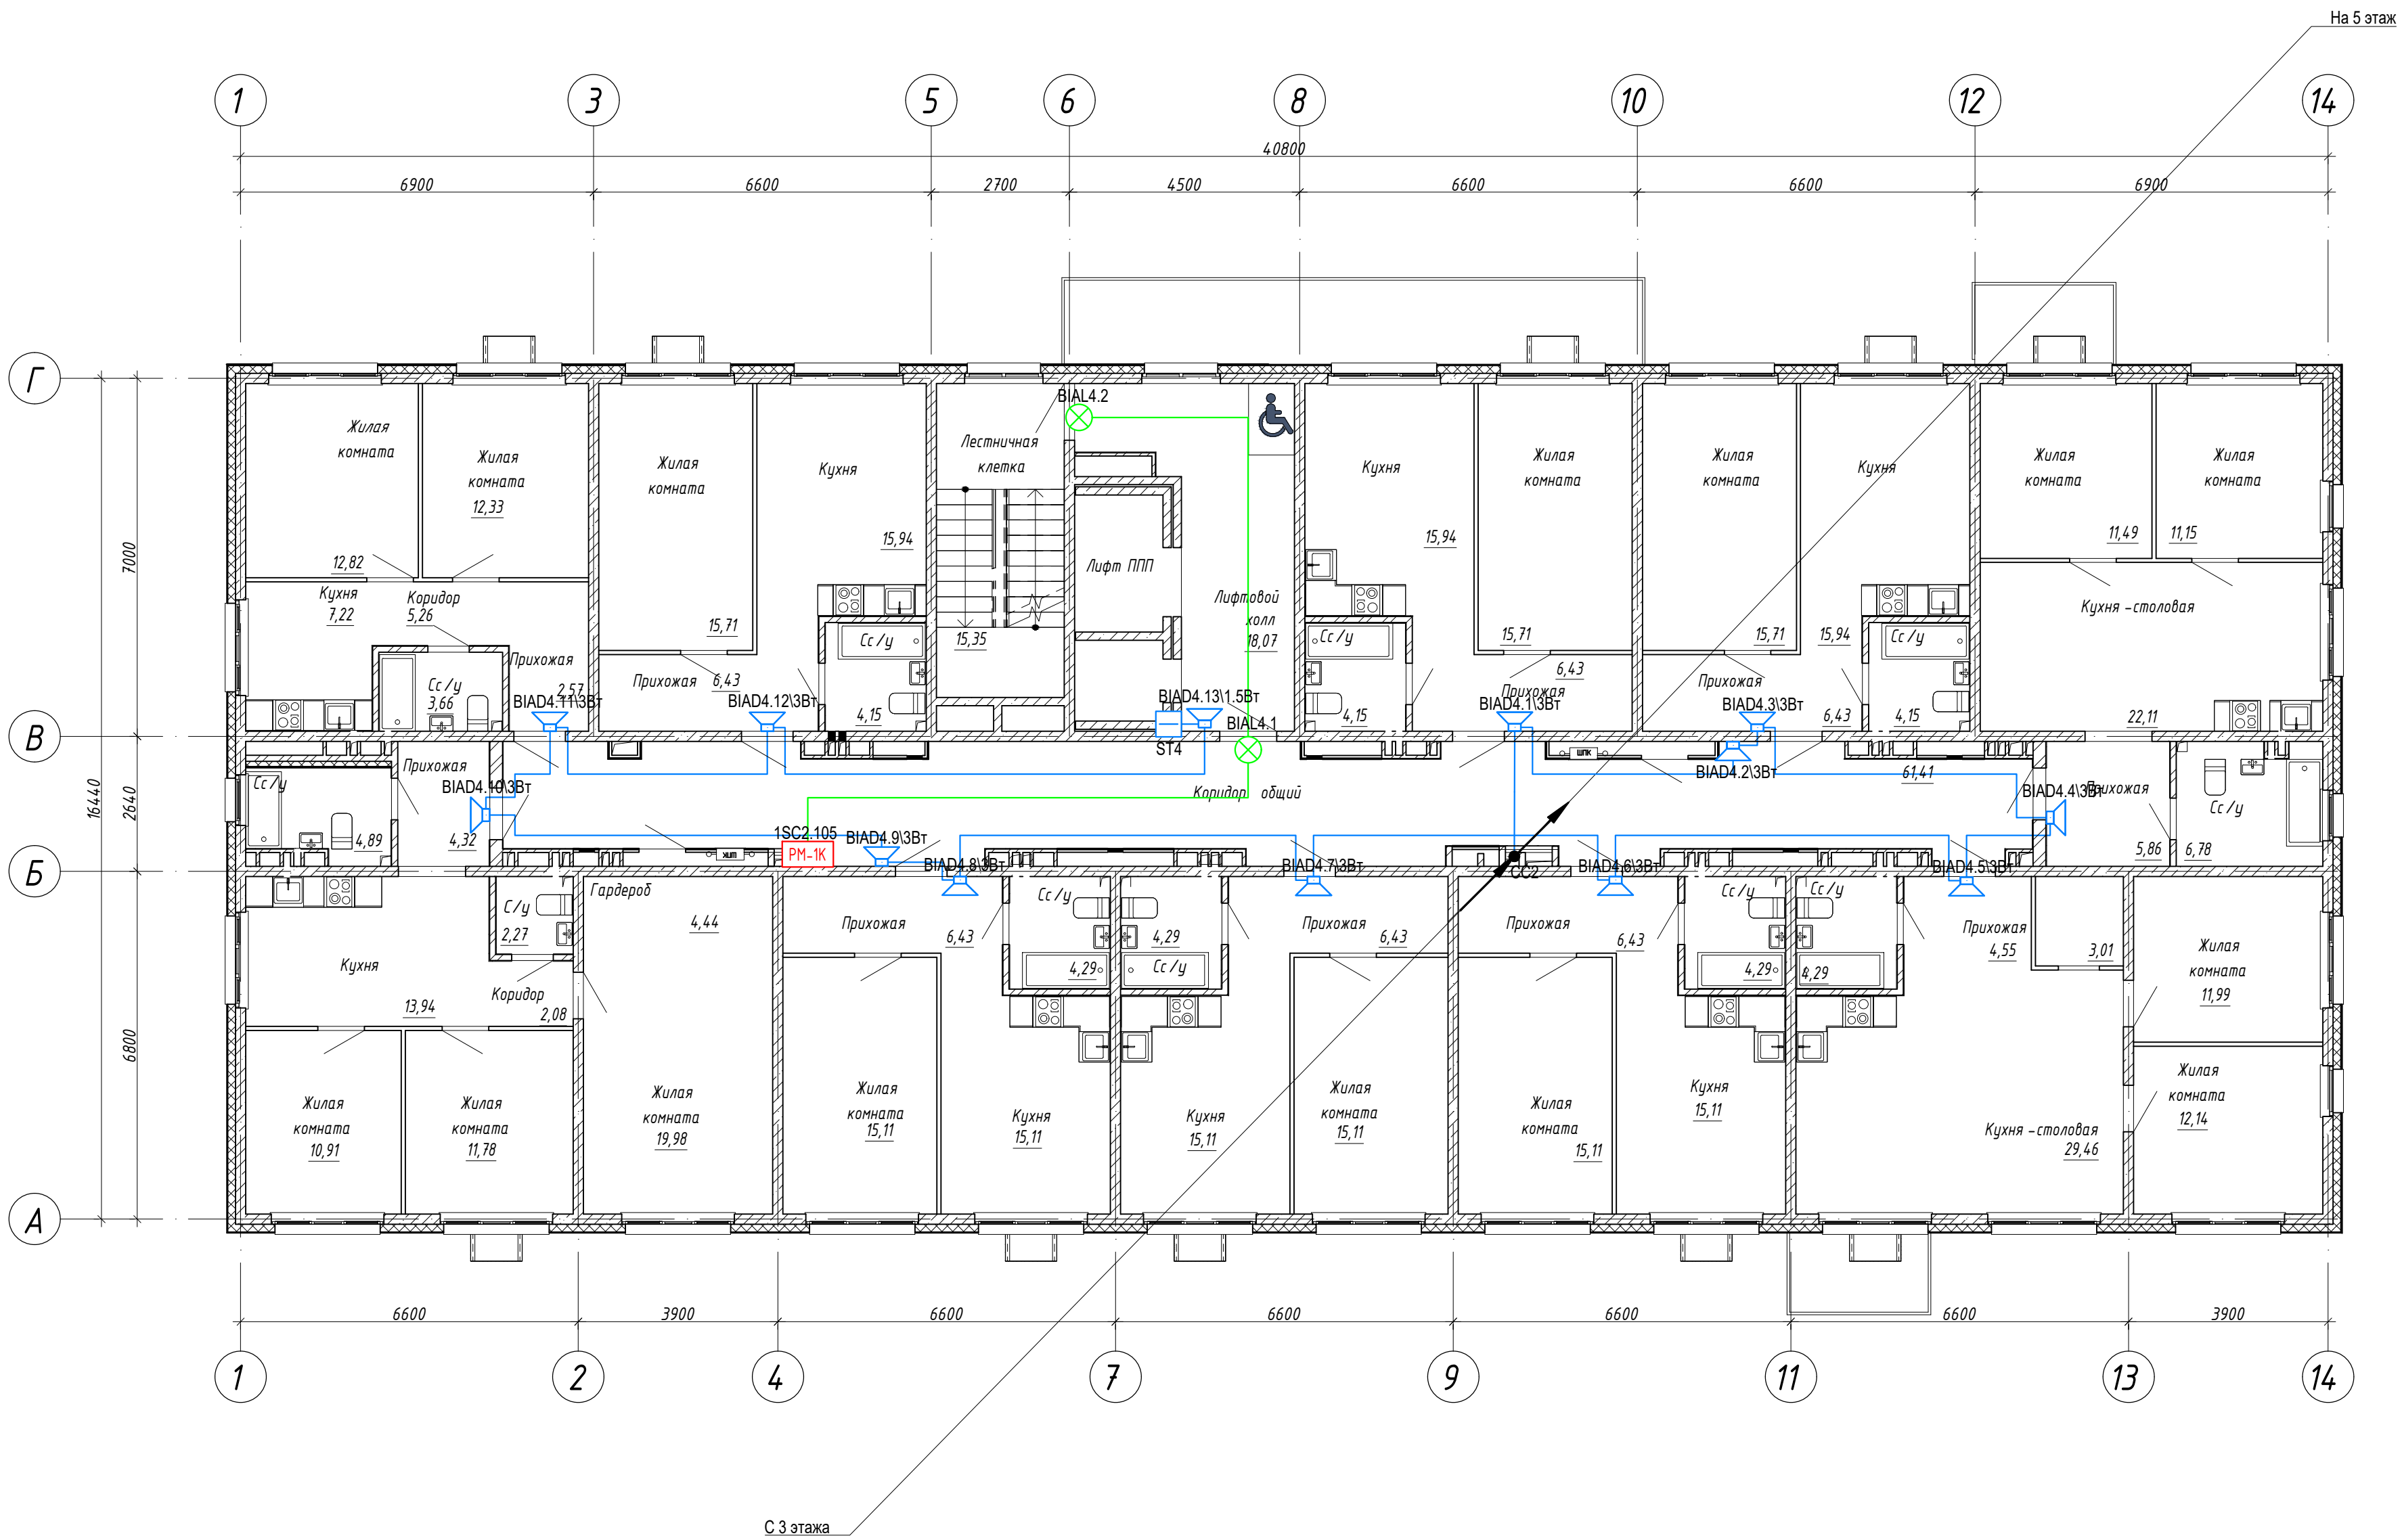 На 5 этаж
1
3
5
6
8
10
12
14
40800
6900
6600
2700
4500
6600
6600
6900
Г
В
Б
А
7000
2640
6800
16440
BIAL4.2
Жилая
комната
12,82
Жилая
комната
12,33
Жилая
комната
15,71
Кухня
15,94
Лестничная
клетка
15,35
Лифт ППП
Лифтовой
холл
18,07
Кухня
15,94
Жилая
комната
15,71
Жилая
комната
15,71
Кухня
15,94
Жилая
комната
11,49
Жилая
комната
11,15
Кухня
7,22
Коридор
5,26
Сс/у
3,66
Прихожая
2,57
Прихожая
6,43
Сс/у
4,15
Сс/у
4,15
Прихожая
6,43
Прихожая
6,43
Сс/у
4,15
Кухня-столовая
22,11
BIAD4.11\3Вт
BIAD4.12\3Вт
BIAD4.13\1.5Вт
ST4
BIAL4.1
BIAD4.1\3Вт
BIAD4.3\3Вт
BIAD4.2\3Вт
ШПК
61,41
Сс/у
4,89
Прихожая
4,32
BIAD4.10\3Вт
Коридор общий
BIAD4.4\3Вт
Прихожая
5,86
Сс/у
6,78
1SC2.105
РМ-1К
ШПК
BIAD4.9\3Вт
BIAD4.8\3Вт
BIAD4.7\3Вт
СС2
BIAD4.6\3Вт
BIAD4.5\3Вт
Гардероб
4,44
С/у
2,27
Кухня
13,94
Коридор
2,08
Прихожая
6,43
Сс/у
4,29
4,29
Сс/у
Прихожая
6,43
Прихожая
6,43
Сс/у
4,29
Сс/у
4,29
Прихожая
4,55
3,01
Жилая
комната
11,99
Жилая
комната
10,91
Жилая
комната
11,78
Жилая
комната
19,98
Жилая
комната
15,11
Кухня
15,11
Кухня
15,11
Жилая
комната
15,11
Жилая
комната
15,11
Кухня
15,11
Кухня-столовая
29,46
Жилая
комната
12,14
6600
3900
6600
6600
6600
6600
3900
1
2
4
7
9
11
13
14
С 3 этажа